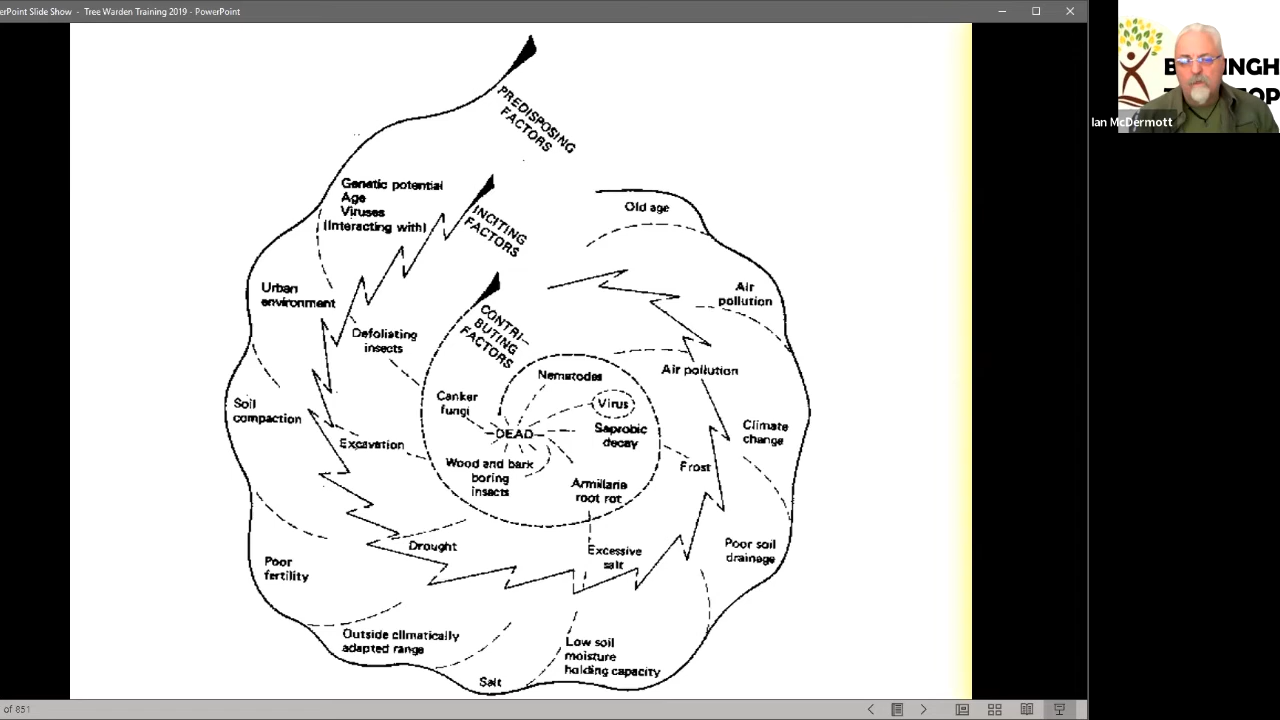 erPoint Slide Show - Tree Warden Training 2019 - PowerPoint
PREDISPOSING
FACTORS
Genetic potential
Age
Viruses
(Interacting with)
INCITING
FACTORS
Old age
Urban
environment
Air
pollution
CONTRI-
BUTING
FACTORS
Defoliating
insects
Air pollution
Nematodes
Canker
fungi
Virus
Soil
compaction
Saprobic
decay
DEAD
Climate
change
Excavation
Wood and bark
boring
insects
Frost
Armillaria
root rot
Drought
Excessive
salt
Poor soil
drainage
Poor
fertility
Outside climatically
adapted range
Low soil
moisture
holding capacity
Salt
of 851
Ian McDermott